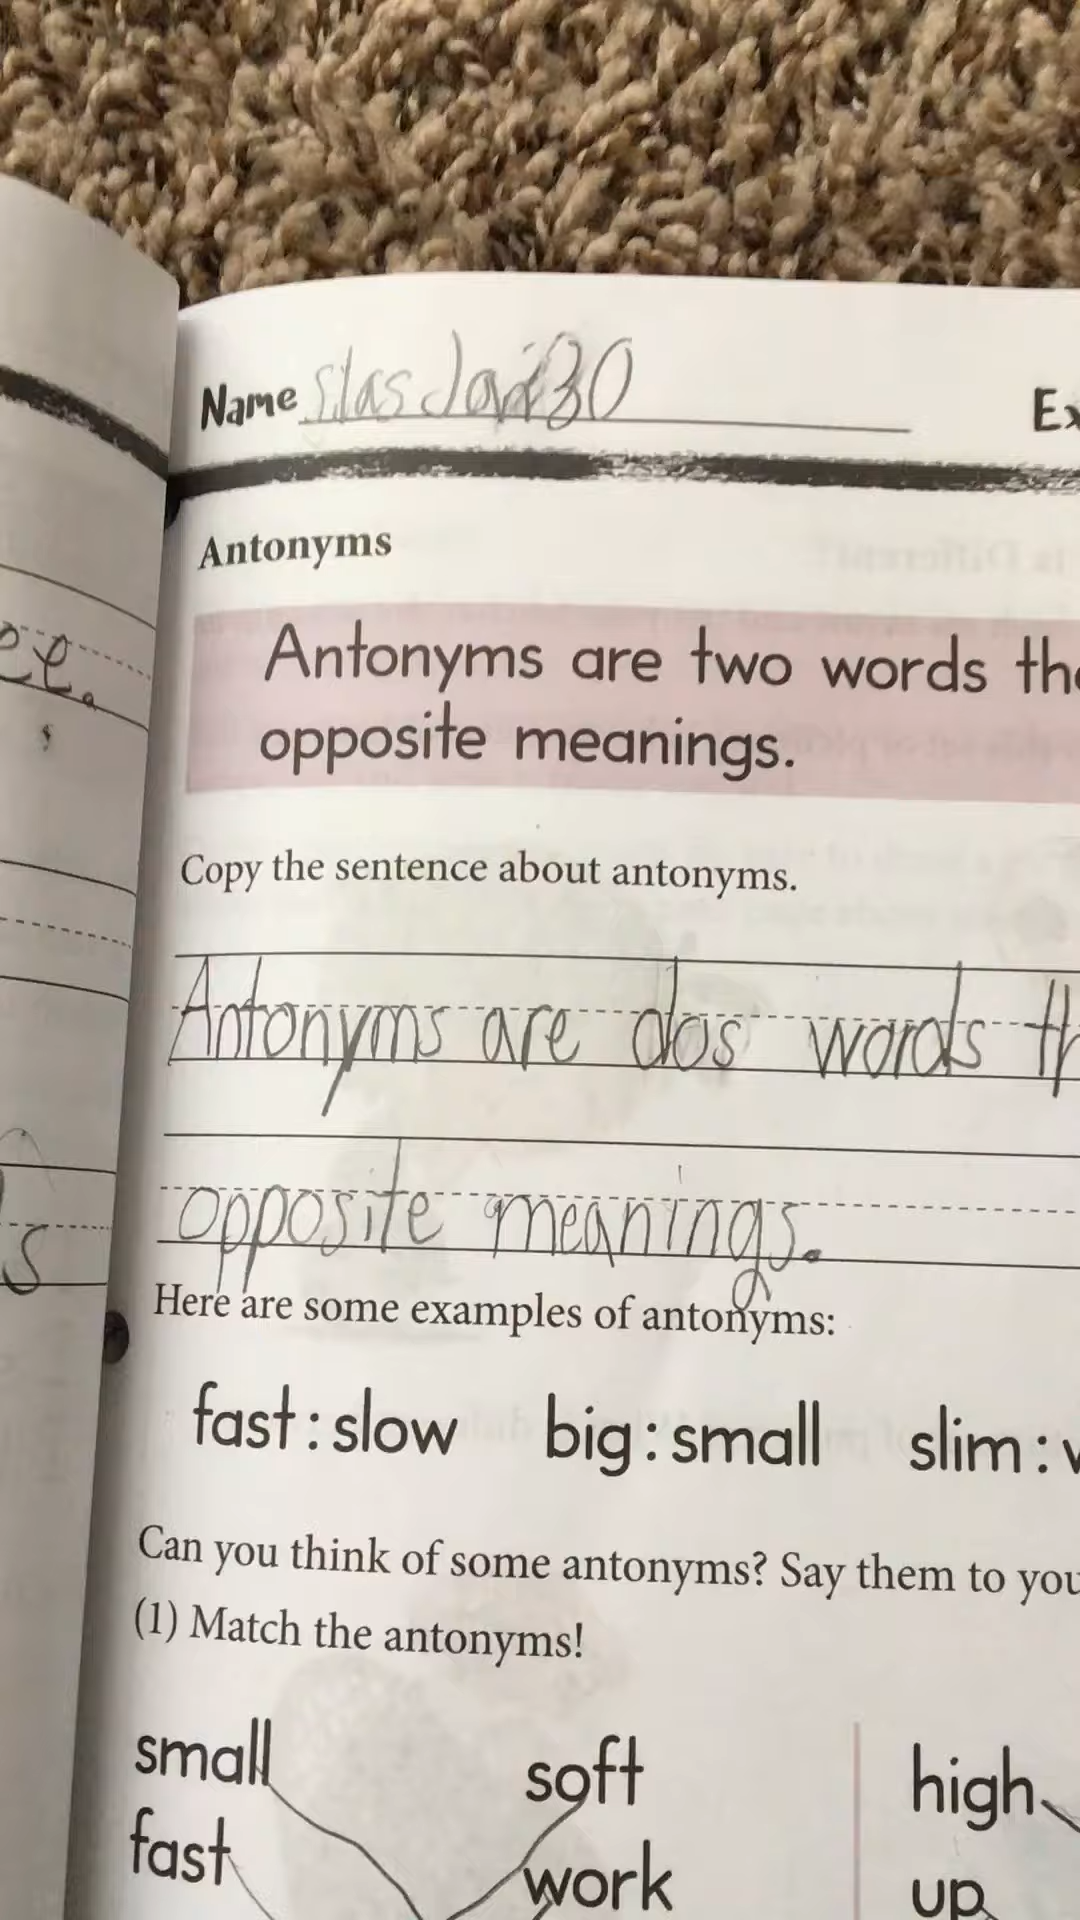 Name Silas
Antonyms
Antonyms are two words
opposite meanings.
Copy the sentence about antonyms.
Antonyms are dos words th
opposite meanings.
Here are some examples of antonyms:
fast : slow big : small slim :
Can you think of some antonyms? Say them to you
(1) Match the antonyms!
small soft high
fast work up